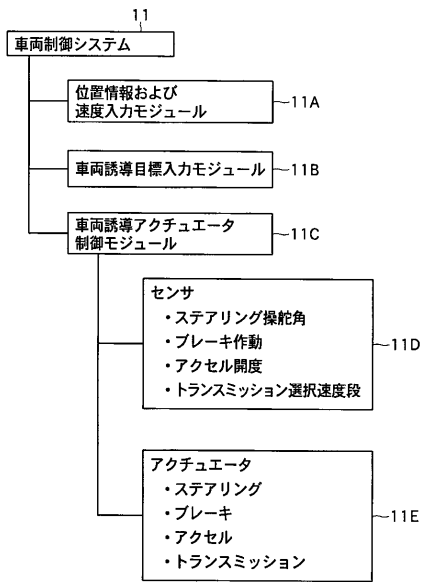 11
車両制御システム
位置情報および
速度入力モジュール
11A
車両誘導目標入力モジュール
11B
車両誘導アクチュエータ
制御モジュール
11C
センサ
・ステアリング操舵角
・ブレーキ作動
・アクセル開度
・トランスミッション選択速度段
11D
アクチュエータ
・ステアリング
・ブレーキ
・アクセル
・トランスミッション
11E